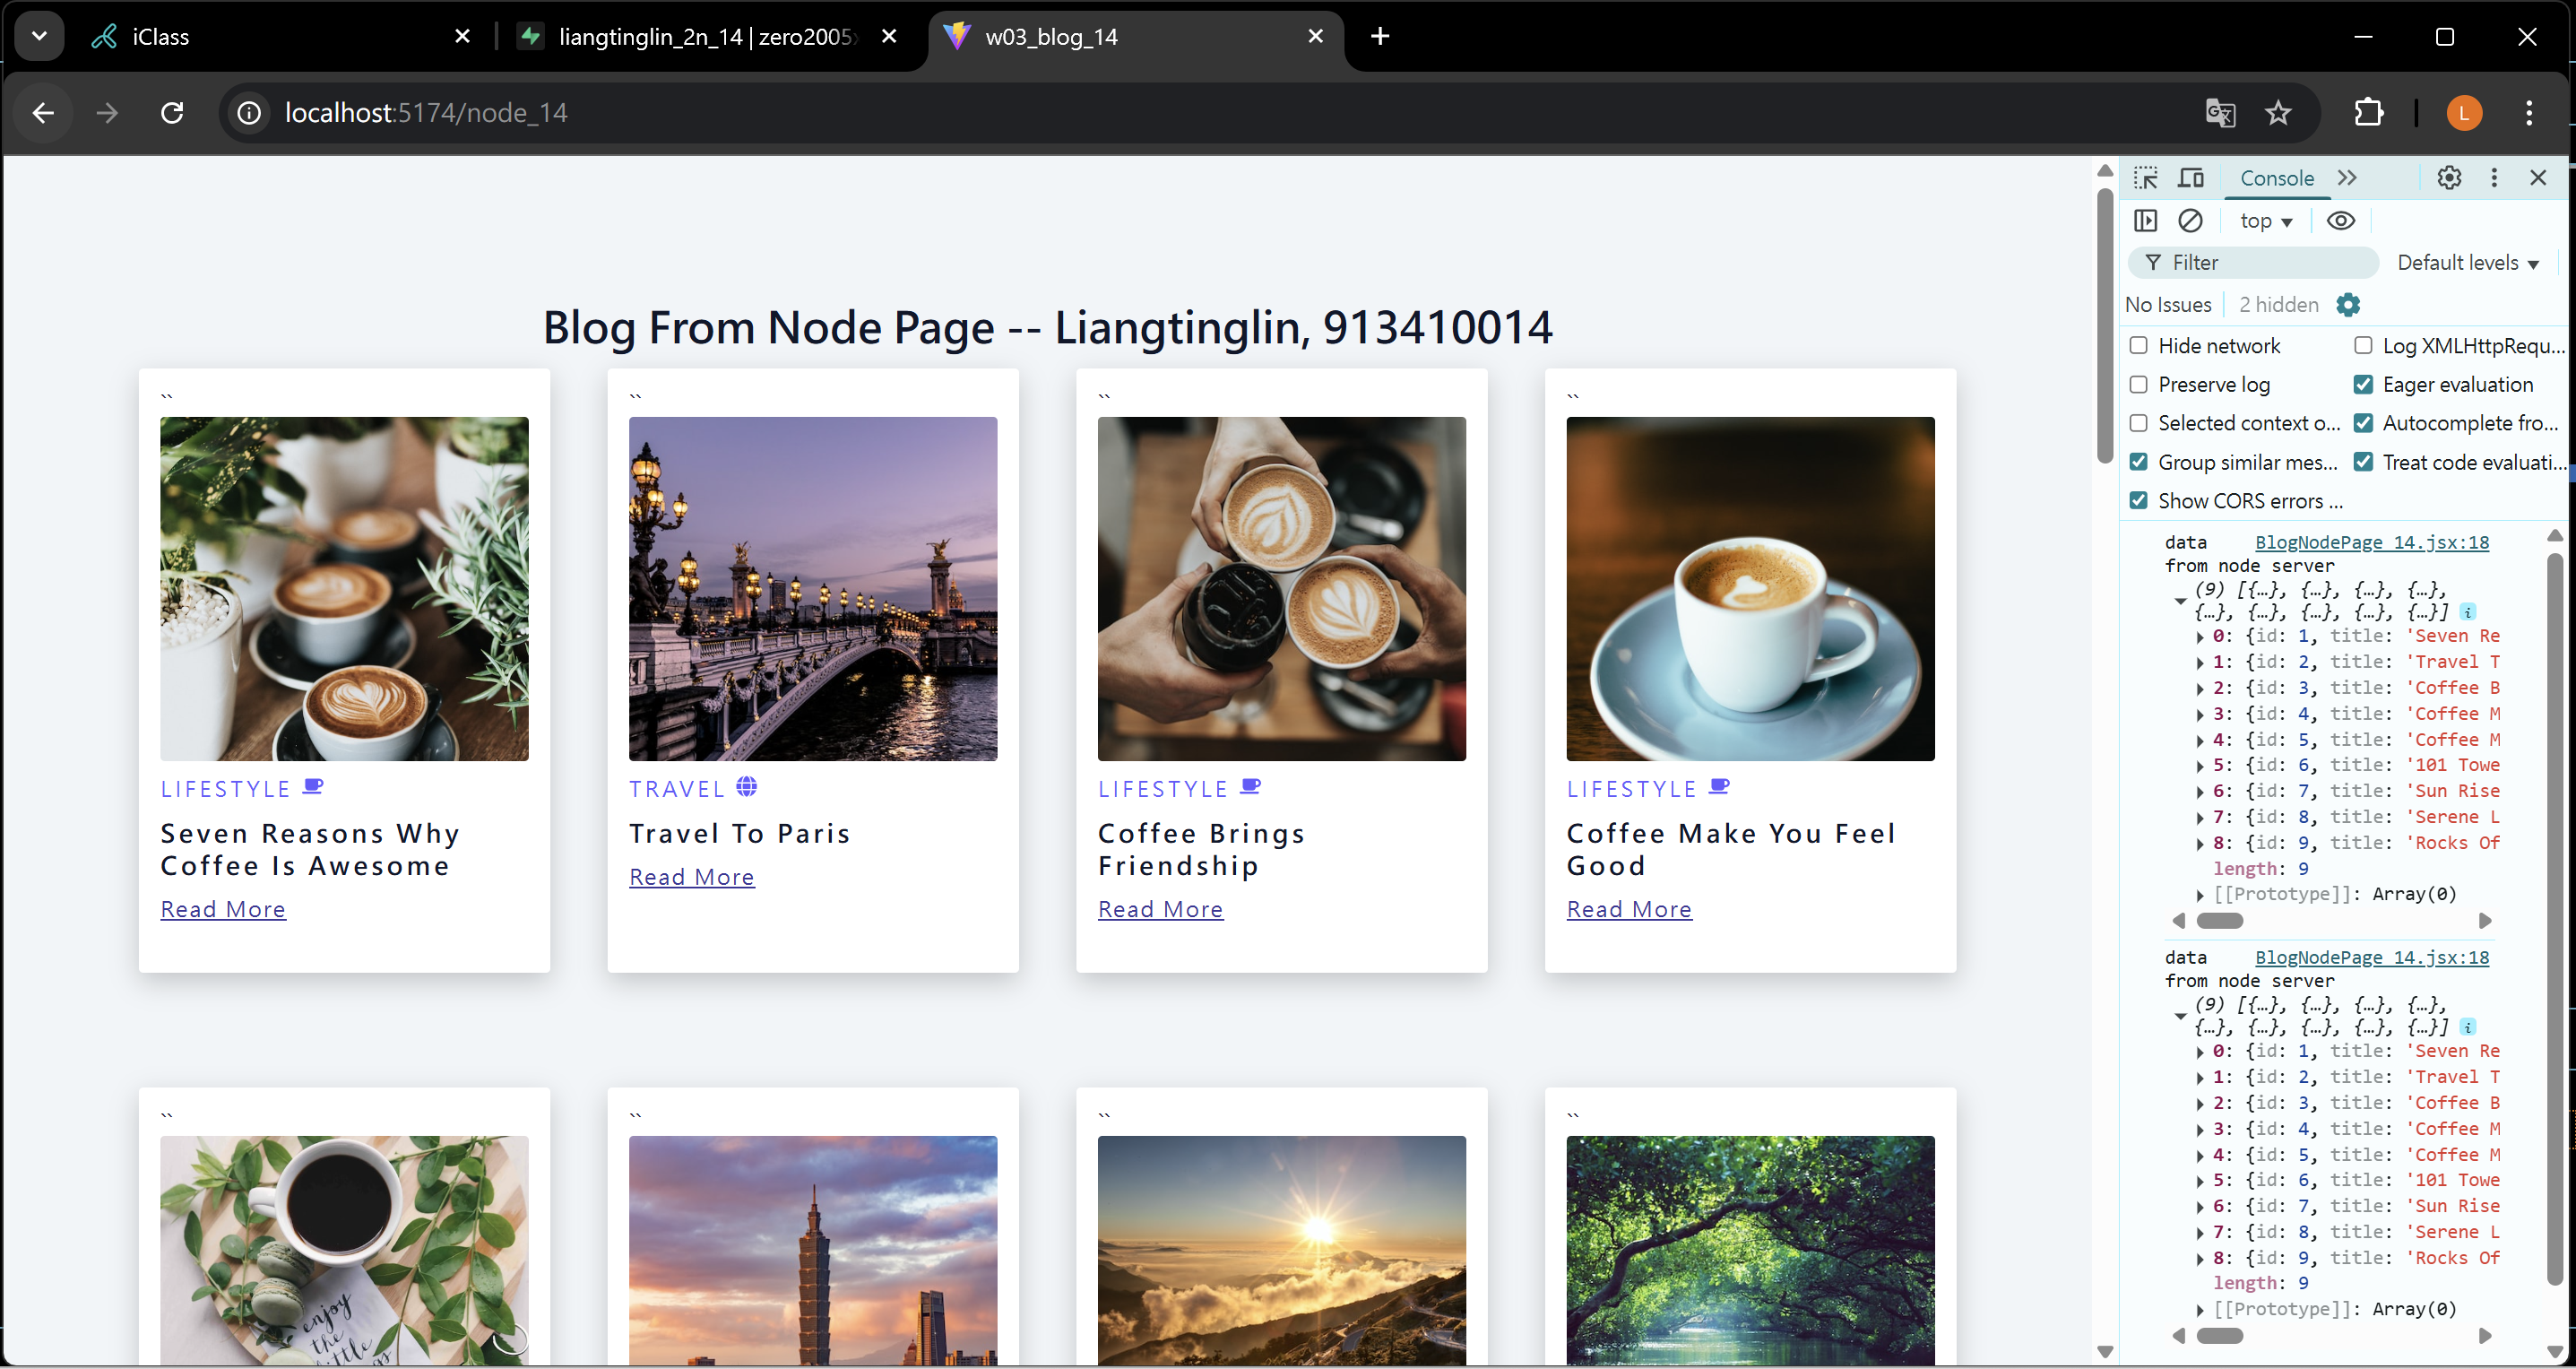 iClass
liangtinglin_2n_14 | zero2005
w03_blog_14
localhost:5174/node_14
L
Blog From Node Page -- Liangtinglin, 913410014
`` `` `` ``
LIFESTYLE
Seven Reasons Why
Coffee Is Awesome
Read More
TRAVEL
Travel To Paris
Read More
LIFESTYLE
Coffee Brings
Friendship
Read More
LIFESTYLE
Coffee Make You Feel
Good
Read More
`` `` `` ``
enjoy
the
little
Console
top
Filter
Default levels
No Issues
2 hidden
Hide network
Log XMLHttpRequ...
Preserve log
Eager evaluation
Selected context o...
Autocomplete fro...
Group similar mes...
Treat code evaluati...
Show CORS errors ...
data BlogNodePage_14.jsx:18
from node server
(9) [{…}, {…}, {…}, {…},
{…}, {…}, {…}, {…}, {…}] i
0: {id: 1, title: 'Seven Re
1: {id: 2, title: 'Travel T
2: {id: 3, title: 'Coffee B
3: {id: 4, title: 'Coffee M
4: {id: 5, title: 'Coffee M
5: {id: 6, title: '101 Towe
6: {id: 7, title: 'Sun Rise
7: {id: 8, title: 'Serene L
8: {id: 9, title: 'Rocks Of
length: 9
[[Prototype]]: Array(0)
data BlogNodePage_14.jsx:18
from node server
(9) [{…}, {…}, {…}, {…},
{…}, {…}, {…}, {…}, {…}] i
0: {id: 1, title: 'Seven Re
1: {id: 2, title: 'Travel T
2: {id: 3, title: 'Coffee B
3: {id: 4, title: 'Coffee M
4: {id: 5, title: 'Coffee M
5: {id: 6, title: '101 Towe
6: {id: 7, title: 'Sun Rise
7: {id: 8, title: 'Serene L
8: {id: 9, title: 'Rocks Of
length: 9
[[Prototype]]: Array(0)